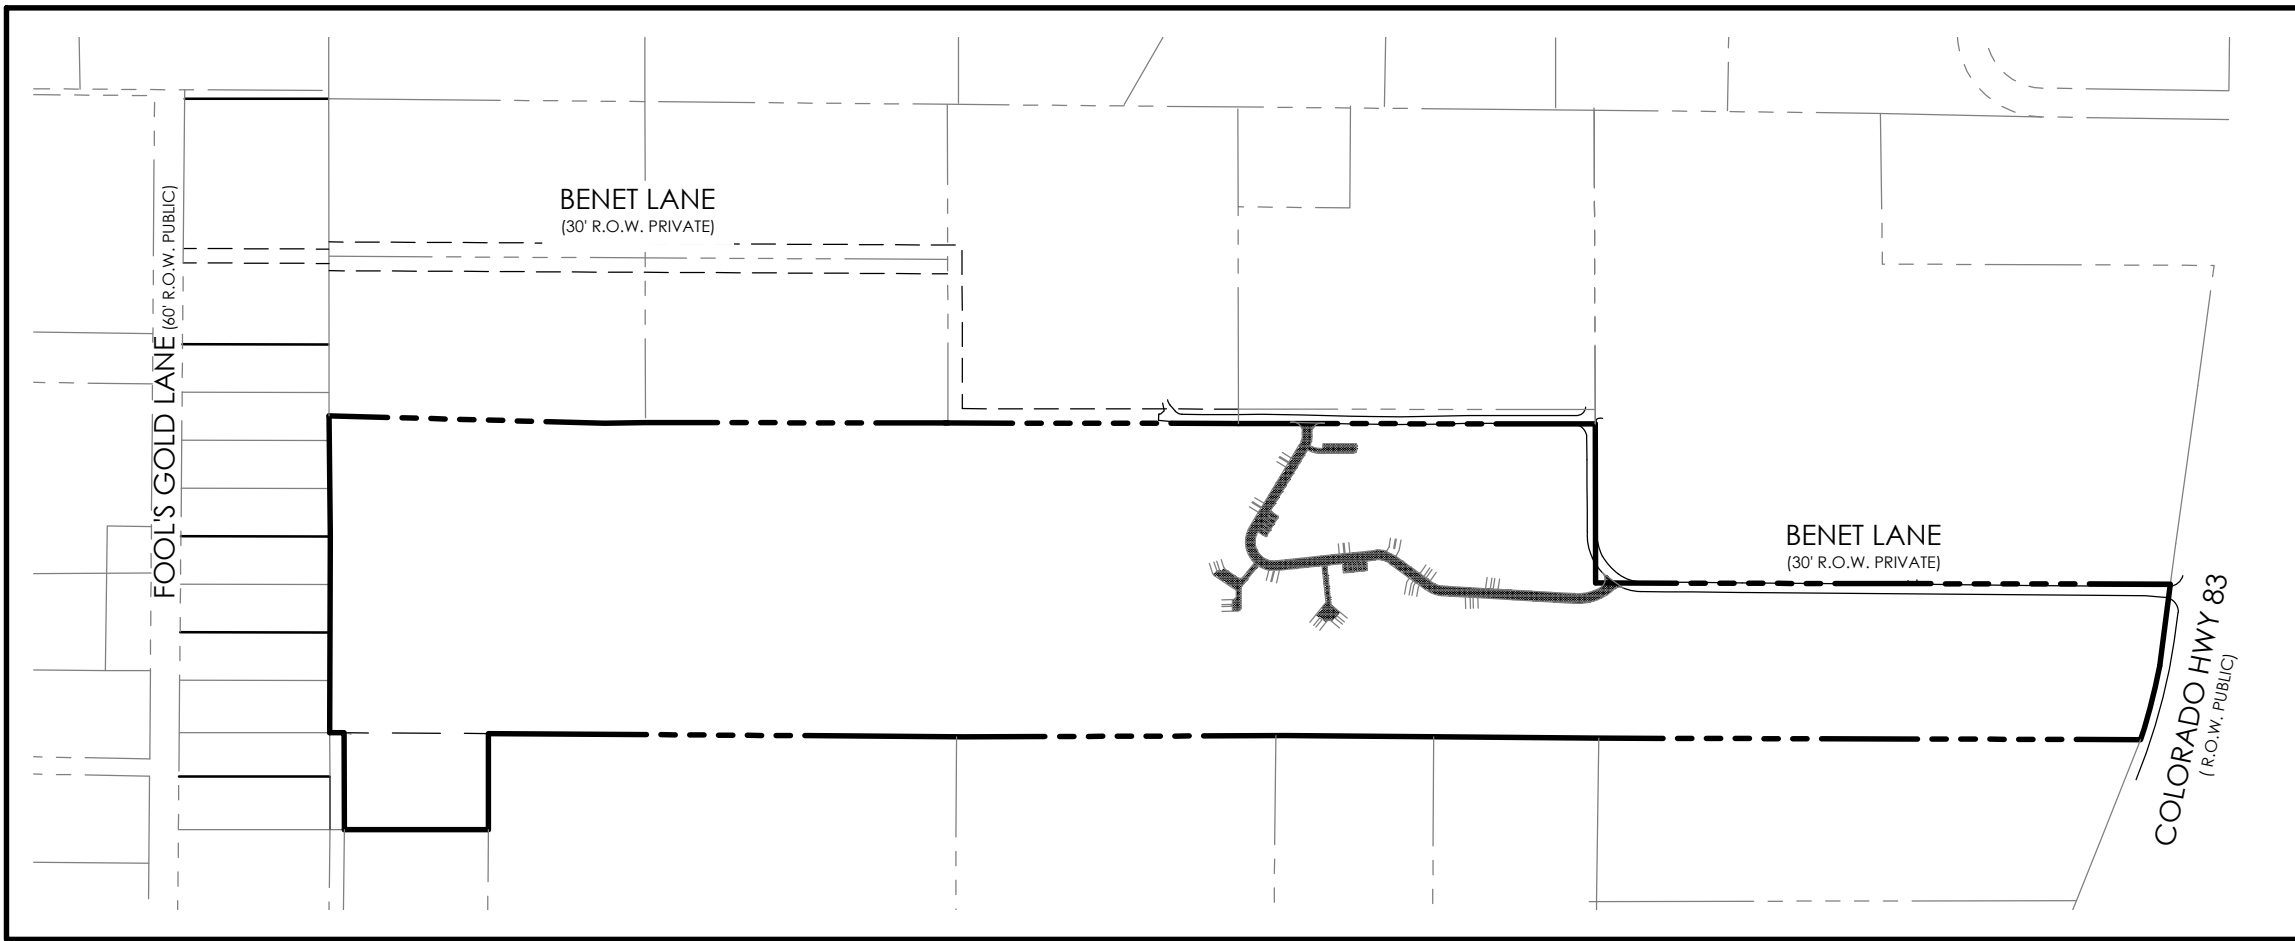 BENET LANE
(30' R.O.W. PRIVATE)
FOOL'S GOLD LANE (60' R.O.W. PUBLIC)
BENET LANE
(30' R.O.W. PRIVATE)
COLORADO HWY 83
( R.O.W. PUBLIC)